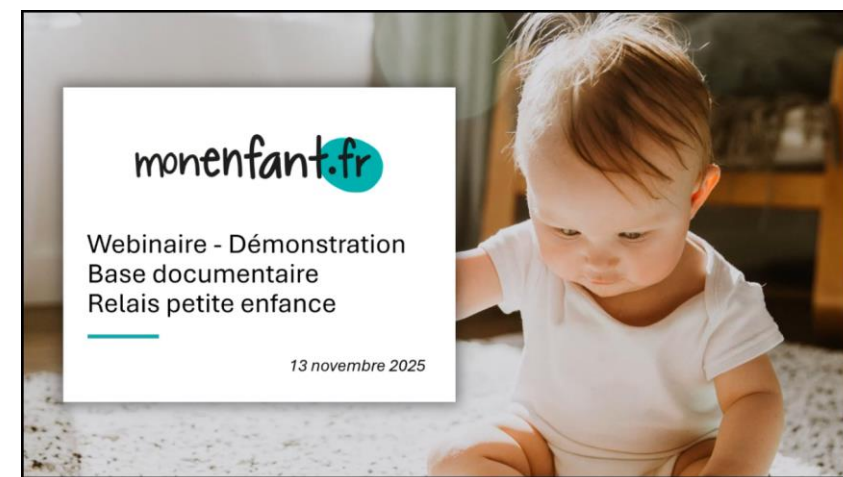 monenfant.fr
Webinaire - Démonstration
Base documentaire
Relais petite enfance
13 novembre 2025